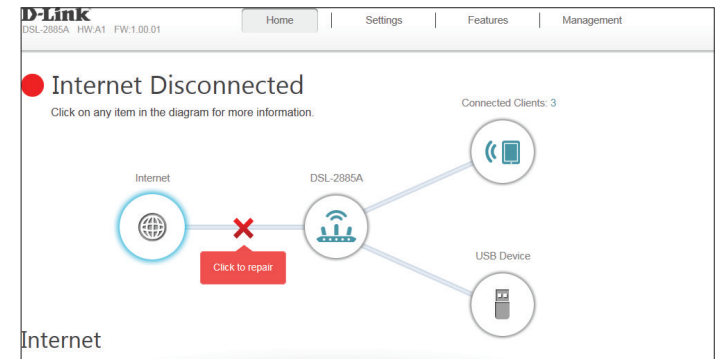 D-Link
DSL-2885A HW:A1 FW:1.00.01
Home Settings Features Management
Internet Disconnected
Click on any item in the diagram for more information.
Connected Clients: 3
Internet
DSL-2885A
Click to repair
USB Device
Internet